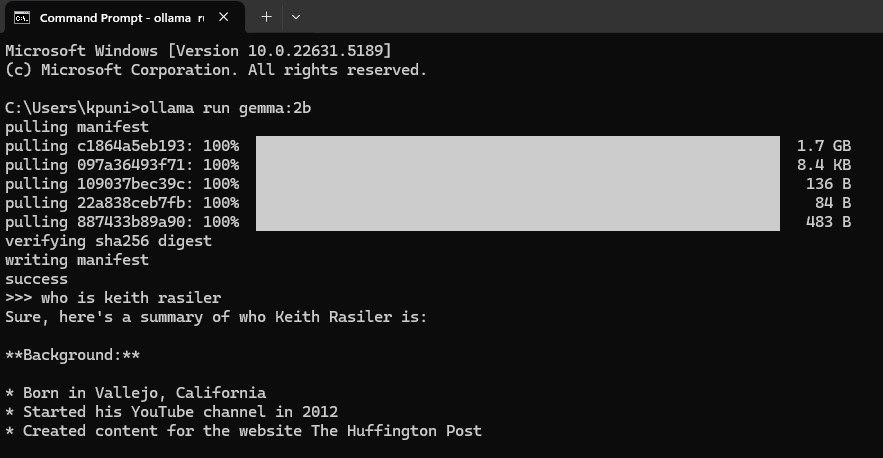 Command Prompt - ollama r
Microsoft Windows [Version 10.0.22631.5189]
(c) Microsoft Corporation. All rights reserved.
C:\Users\kpuni>ollama run gemma:2b
pulling manifest
pulling c1864a5eb193: 100% 1.7 GB
pulling 097a36493f71: 100% 8.4 KB
pulling 109037bec39c: 100% 136 B
pulling 22a838ceb7fb: 100% 84 B
pulling 887433b89a90: 100% 483 B
verifying sha256 digest
writing manifest
success
>>> who is keith rasiler
Sure, here's a summary of who Keith Rasiler is:
**Background:**
* Born in Vallejo, California
* Started his YouTube channel in 2012
* Created content for the website The Huffington Post